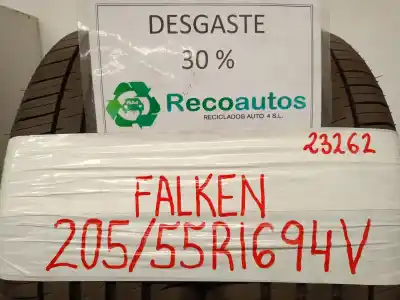 DESGASTE
30 %
Recoautos
RECICLADOS AUTO 4 S.L.
23262
FALKEN
205/55R1694V